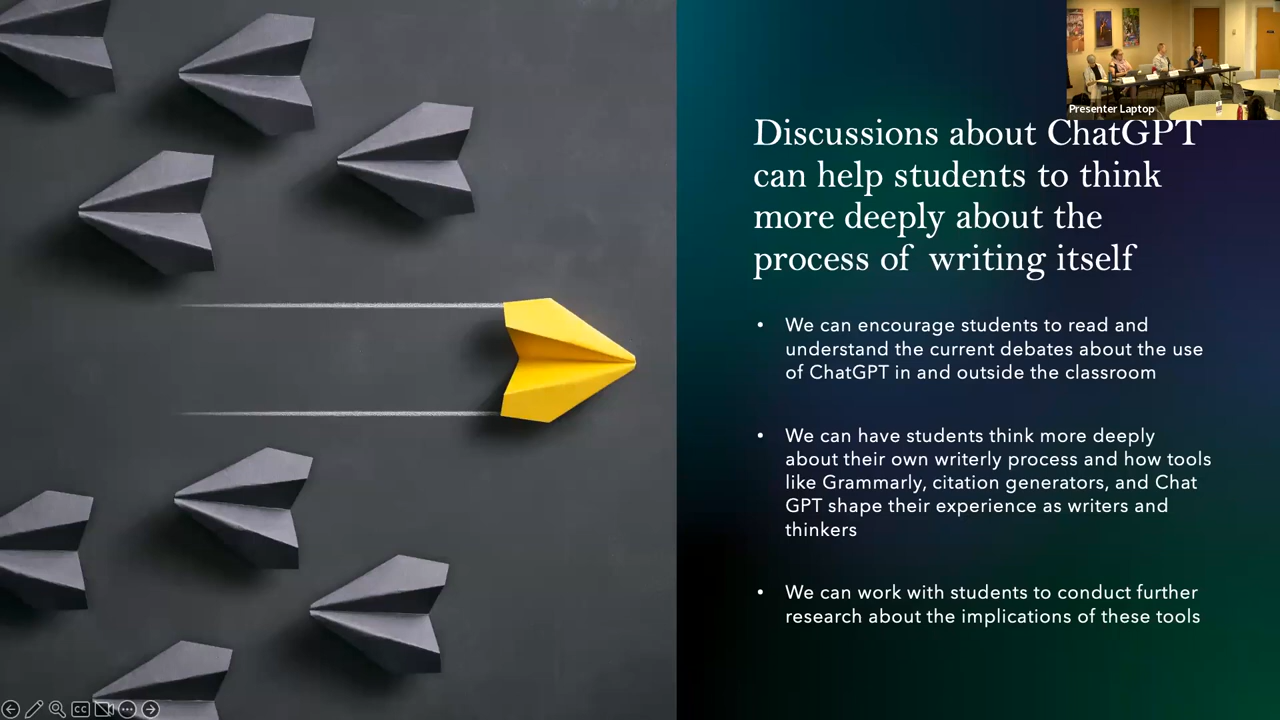 Presenter Laptop
Discussions about ChatGPT
can help students to think
more deeply about the
process of  writing itself
• We can encourage students to read and
understand the current debates about the use
of ChatGPT in and outside the classroom
• We can have students think more deeply
about their own writerly process and how tools
like Grammarly, citation generators, and Chat
GPT shape their experience as writers and
thinkers
• We can work with students to conduct further
research about the implications of these tools
CC